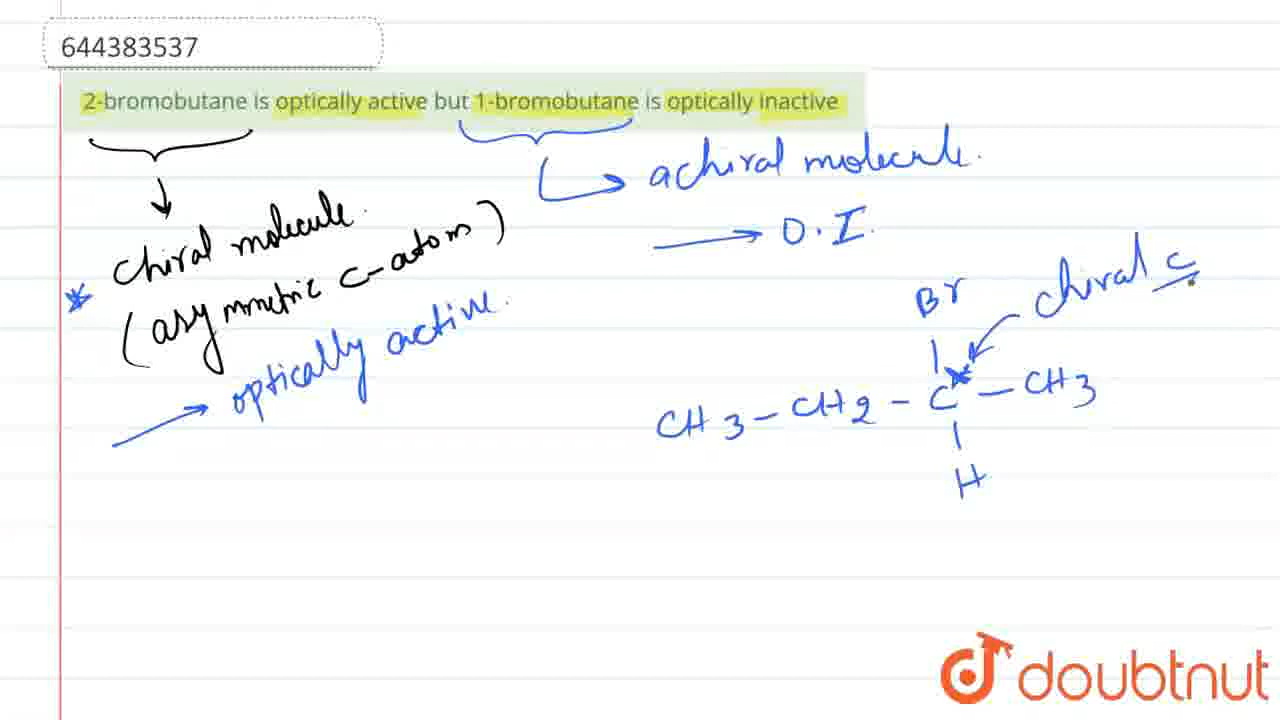 644383537
2-bromobutane is optically active but 1-bromobutane is optically inactive
achiral molecule.
→ O.I.
chiral molecule.
* (asymmetric C-atom)
→ optically active.
Br
chiral C
CH3-CH2-C*-CH3
H
doubtnut